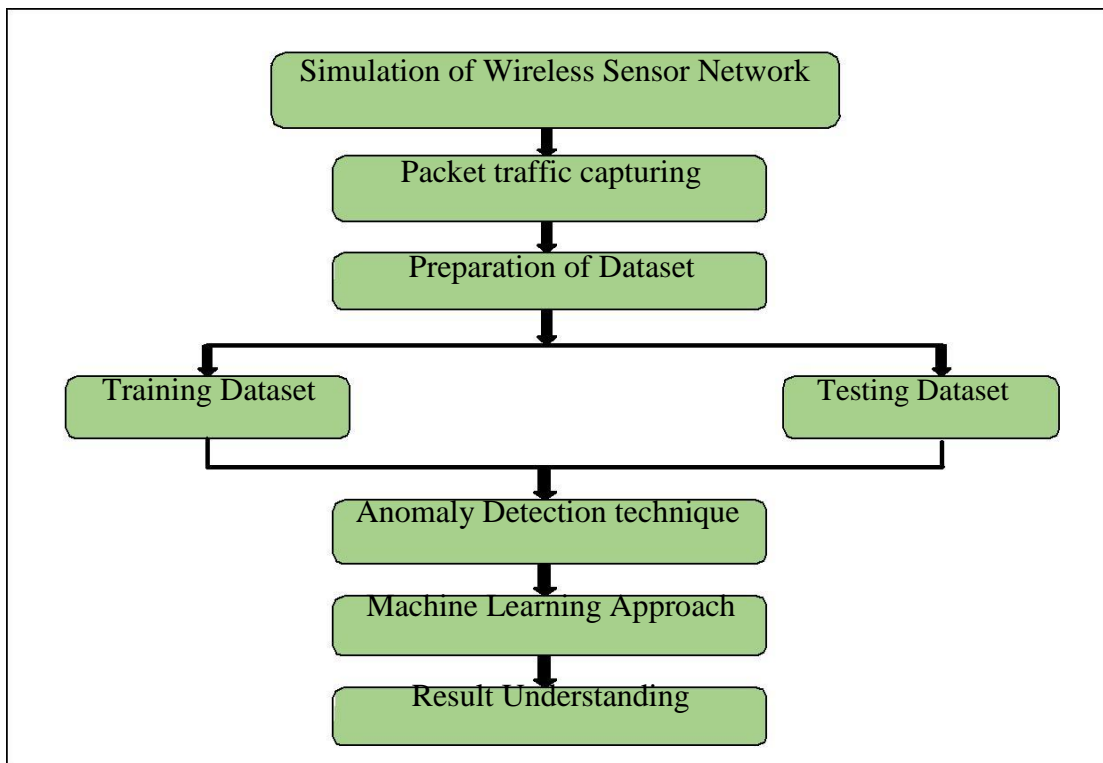 Simulation of Wireless Sensor Network
Packet traffic capturing
Preparation of Dataset
Training Dataset
Testing Dataset
Anomaly Detection technique
Machine Learning Approach
Result Understanding